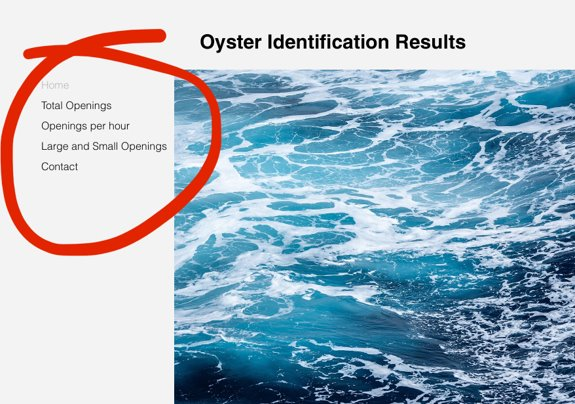 Oyster Identification Results
Home
Total Openings
Openings per hour
Large and Small Openings
Contact